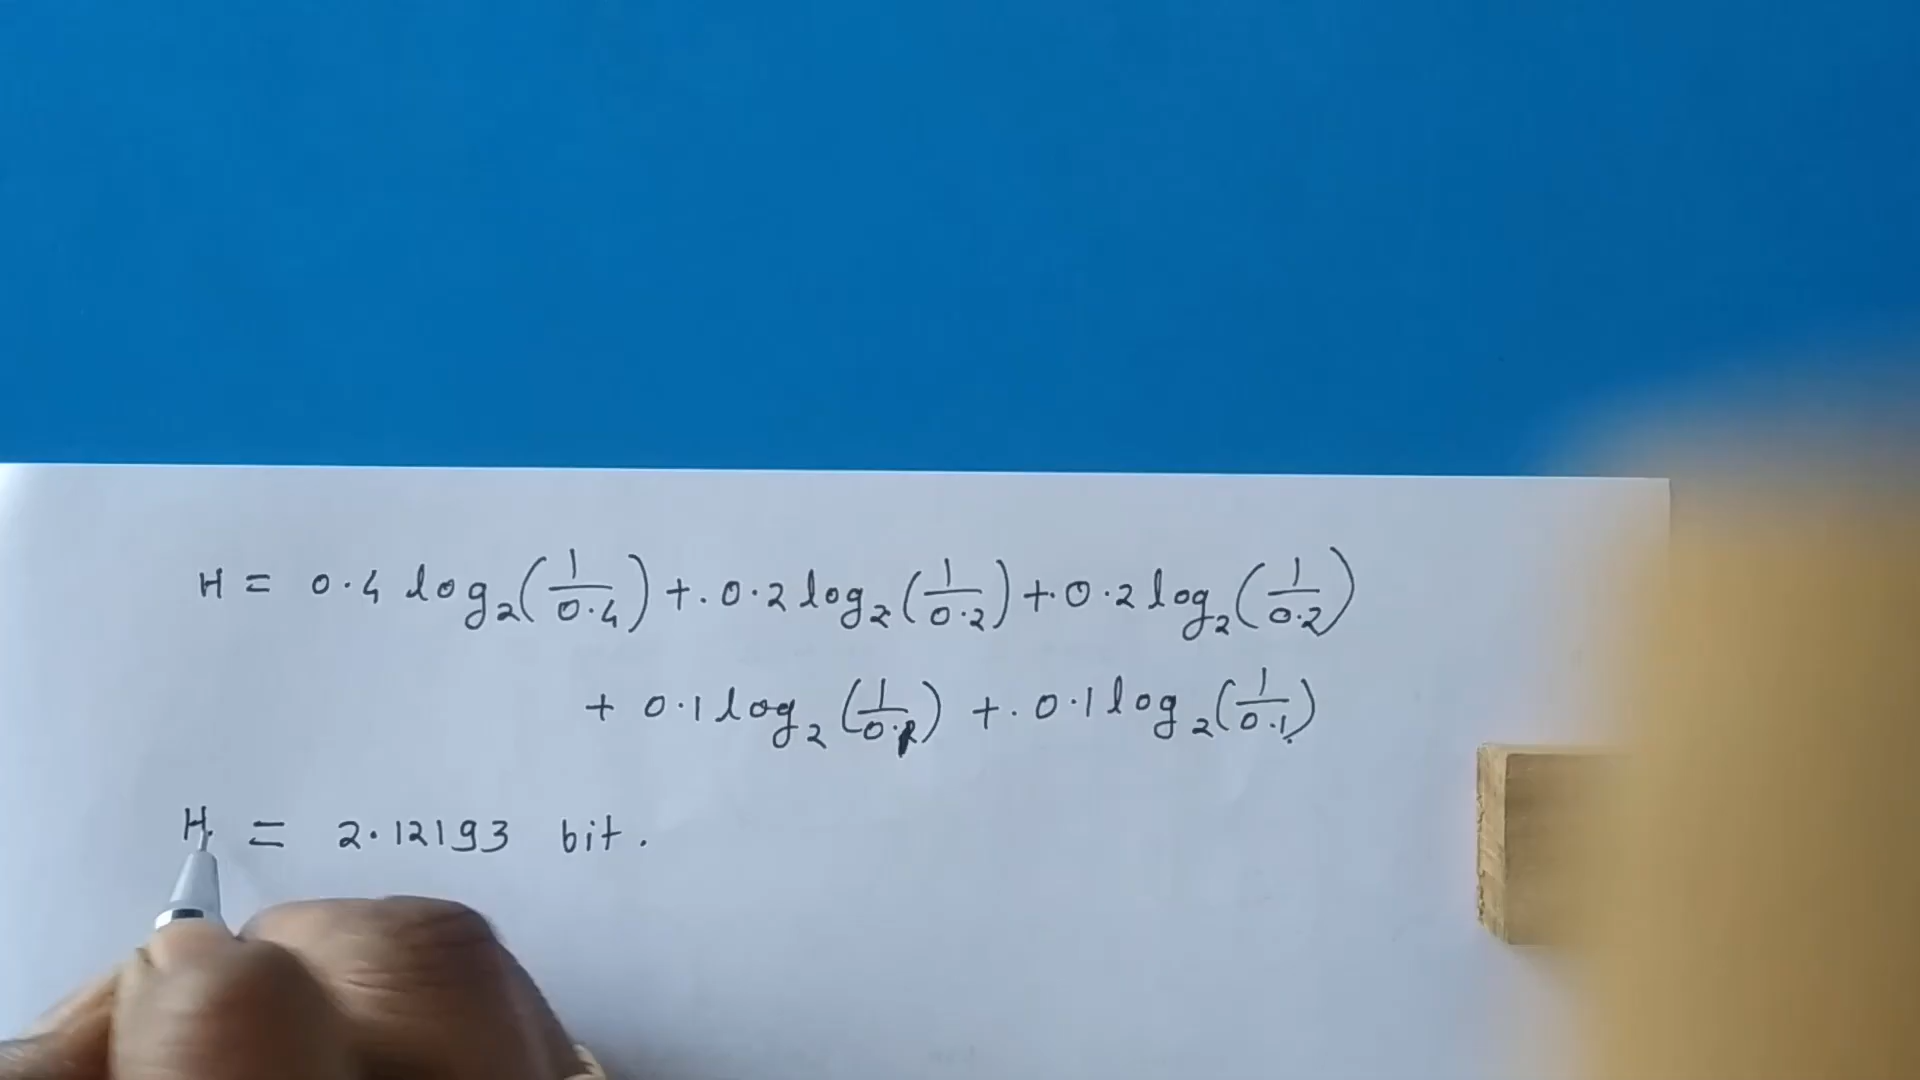 H = 0.4 log₂(1/0.4) + 0.2 log₂(1/0.2) + 0.2 log₂(1/0.2)
+ 0.1 log₂(1/0.1) + 0.1 log₂(1/0.1)
H = 2.12193 bit.